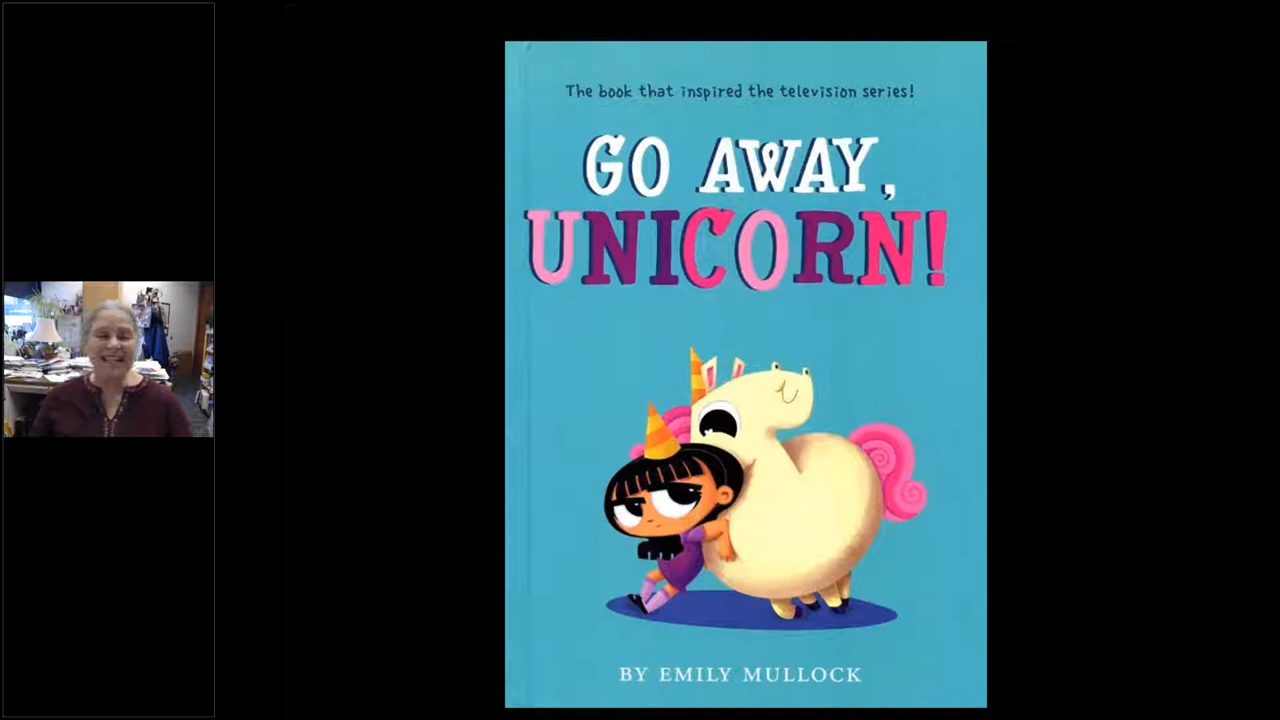 The book that inspired the television series!
GO AWAY,
UNICORN!
BY EMILY MULLOCK